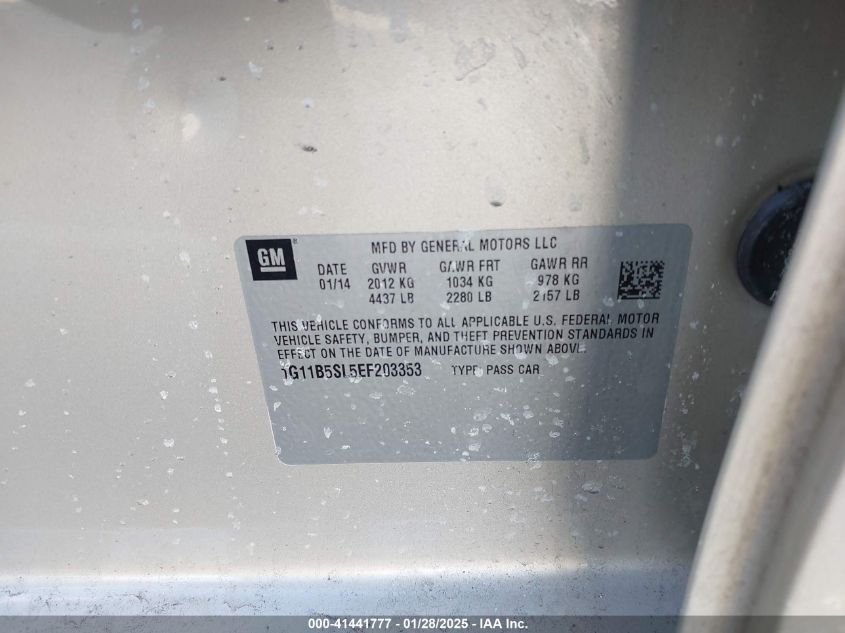 GM
MFD BY GENERAL MOTORS LLC
DATE GVWR GAWR FRT GAWR RR
01/14 2012 KG 1034 KG 978 KG
4437 LB 2280 LB 2157 LB
THIS VEHICLE CONFORMS TO ALL APPLICABLE U.S. FEDERAL MOTOR
VEHICLE SAFETY, BUMPER, AND THEFT PREVENTION STANDARDS IN
EFFECT ON THE DATE OF MANUFACTURE SHOWN ABOVE.
1G11B5SL5EF203353 TYPE: PASS CAR
000-41441777 | 01/28/2025 - IAAI.com